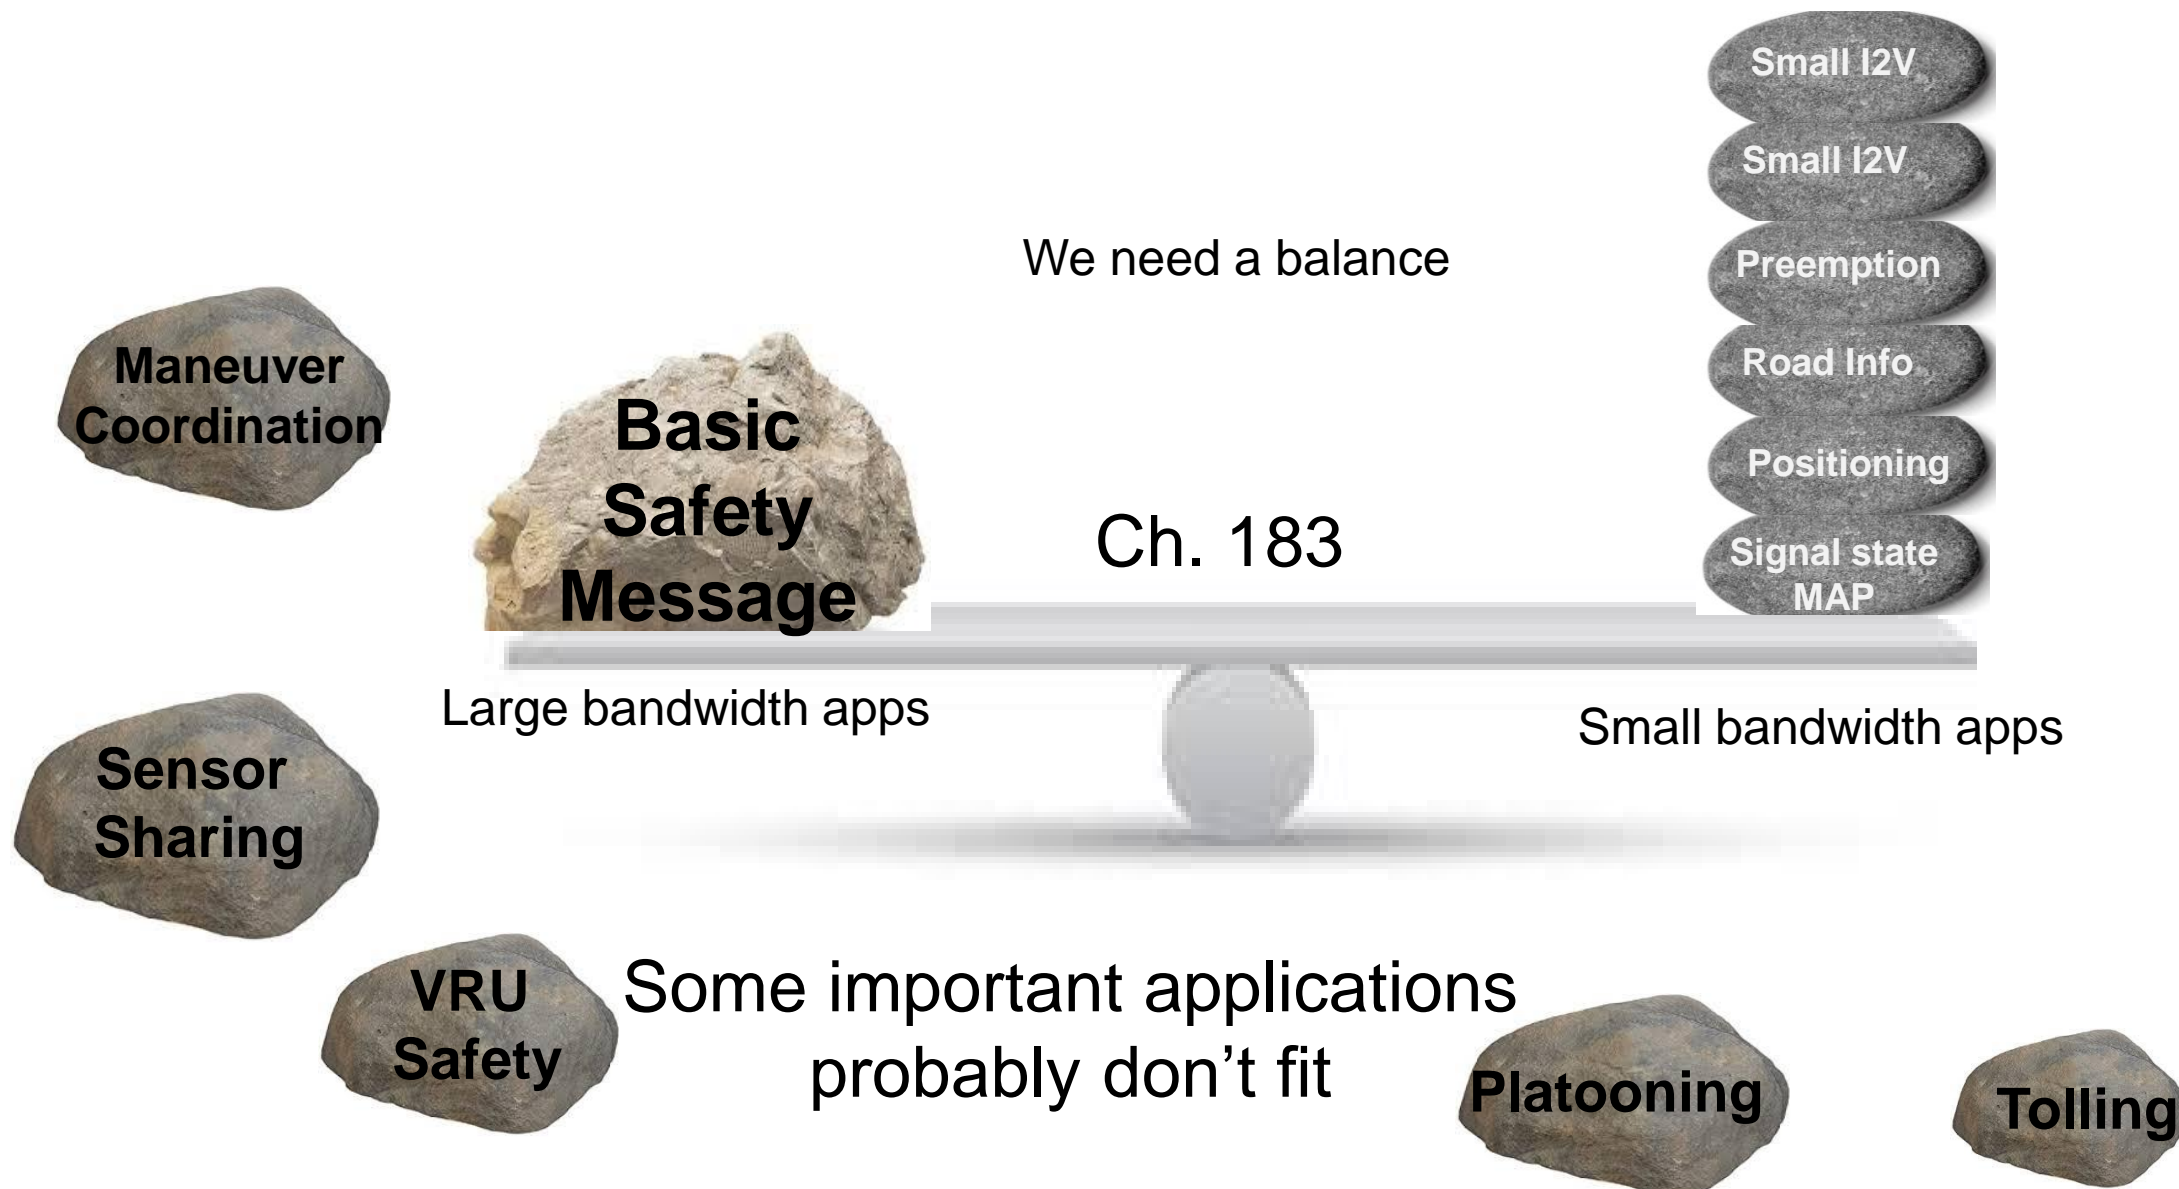 Small I2V
Small I2V
We need a balance
Preemption
Maneuver
Coordination
Road Info
Basic
Safety
Message
Positioning
Ch. 183
Signal state
MAP
Large bandwidth apps
Small bandwidth apps
Sensor
Sharing
VRU
Safety
Some important applications
probably don’t fit
Platooning
Tolling